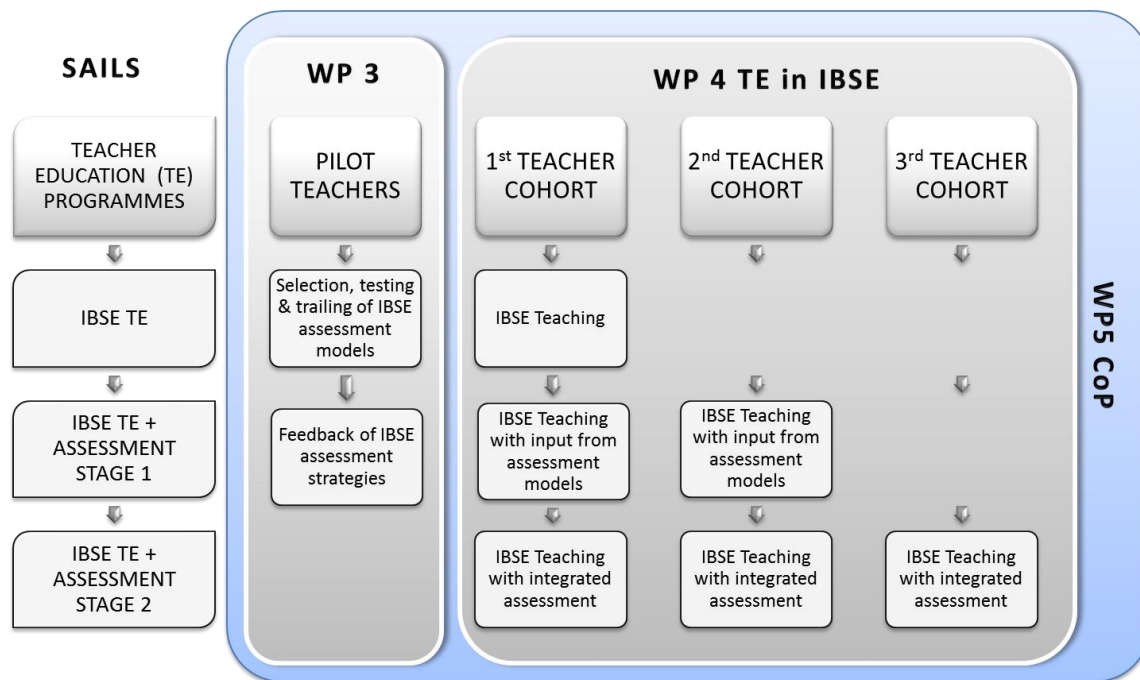 SAILS
TEACHER
EDUCATION (TE)
PROGRAMMES
IBSE TE
IBSE TE +
ASSESSMENT
STAGE 1
IBSE TE +
ASSESSMENT
STAGE 2
WP 3
PILOT
TEACHERS
Selection, testing
& trailing of IBSE
assessment
models
Feedback of IBSE
assessment
strategies
WP 4 TE in IBSE
1st TEACHER
COHORT
IBSE Teaching
IBSE Teaching
with input from
assessment
models
IBSE Teaching
with integrated
assessment
2nd TEACHER
COHORT
IBSE Teaching
with input from
assessment
models
IBSE Teaching
with integrated
assessment
3rd TEACHER
COHORT
IBSE Teaching
with integrated
assessment
WP5 CoP